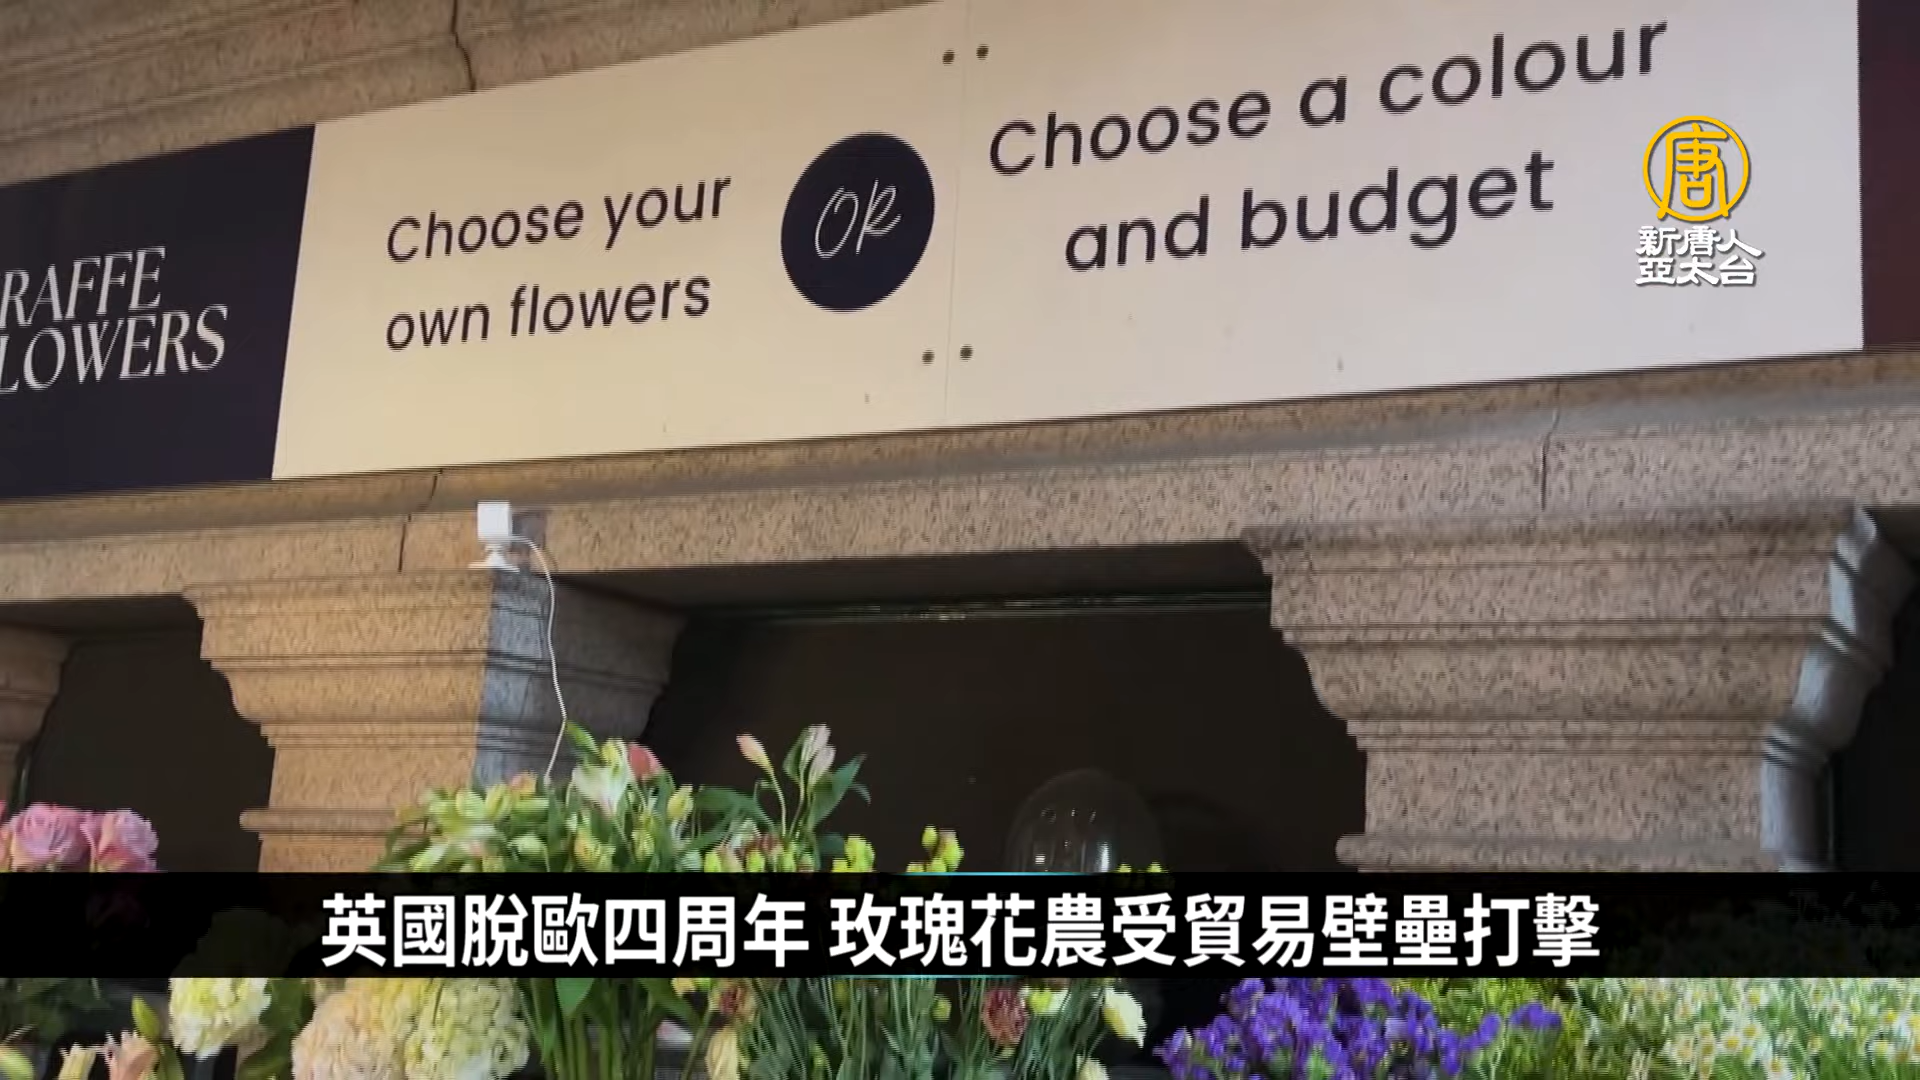 Choose a colour
and budget
Choose your
own flowers
OR
RAFFE
LOWERS
唐
新唐人
亞太台
英國脫歐四周年 玫瑰花農受貿易壁壘打擊